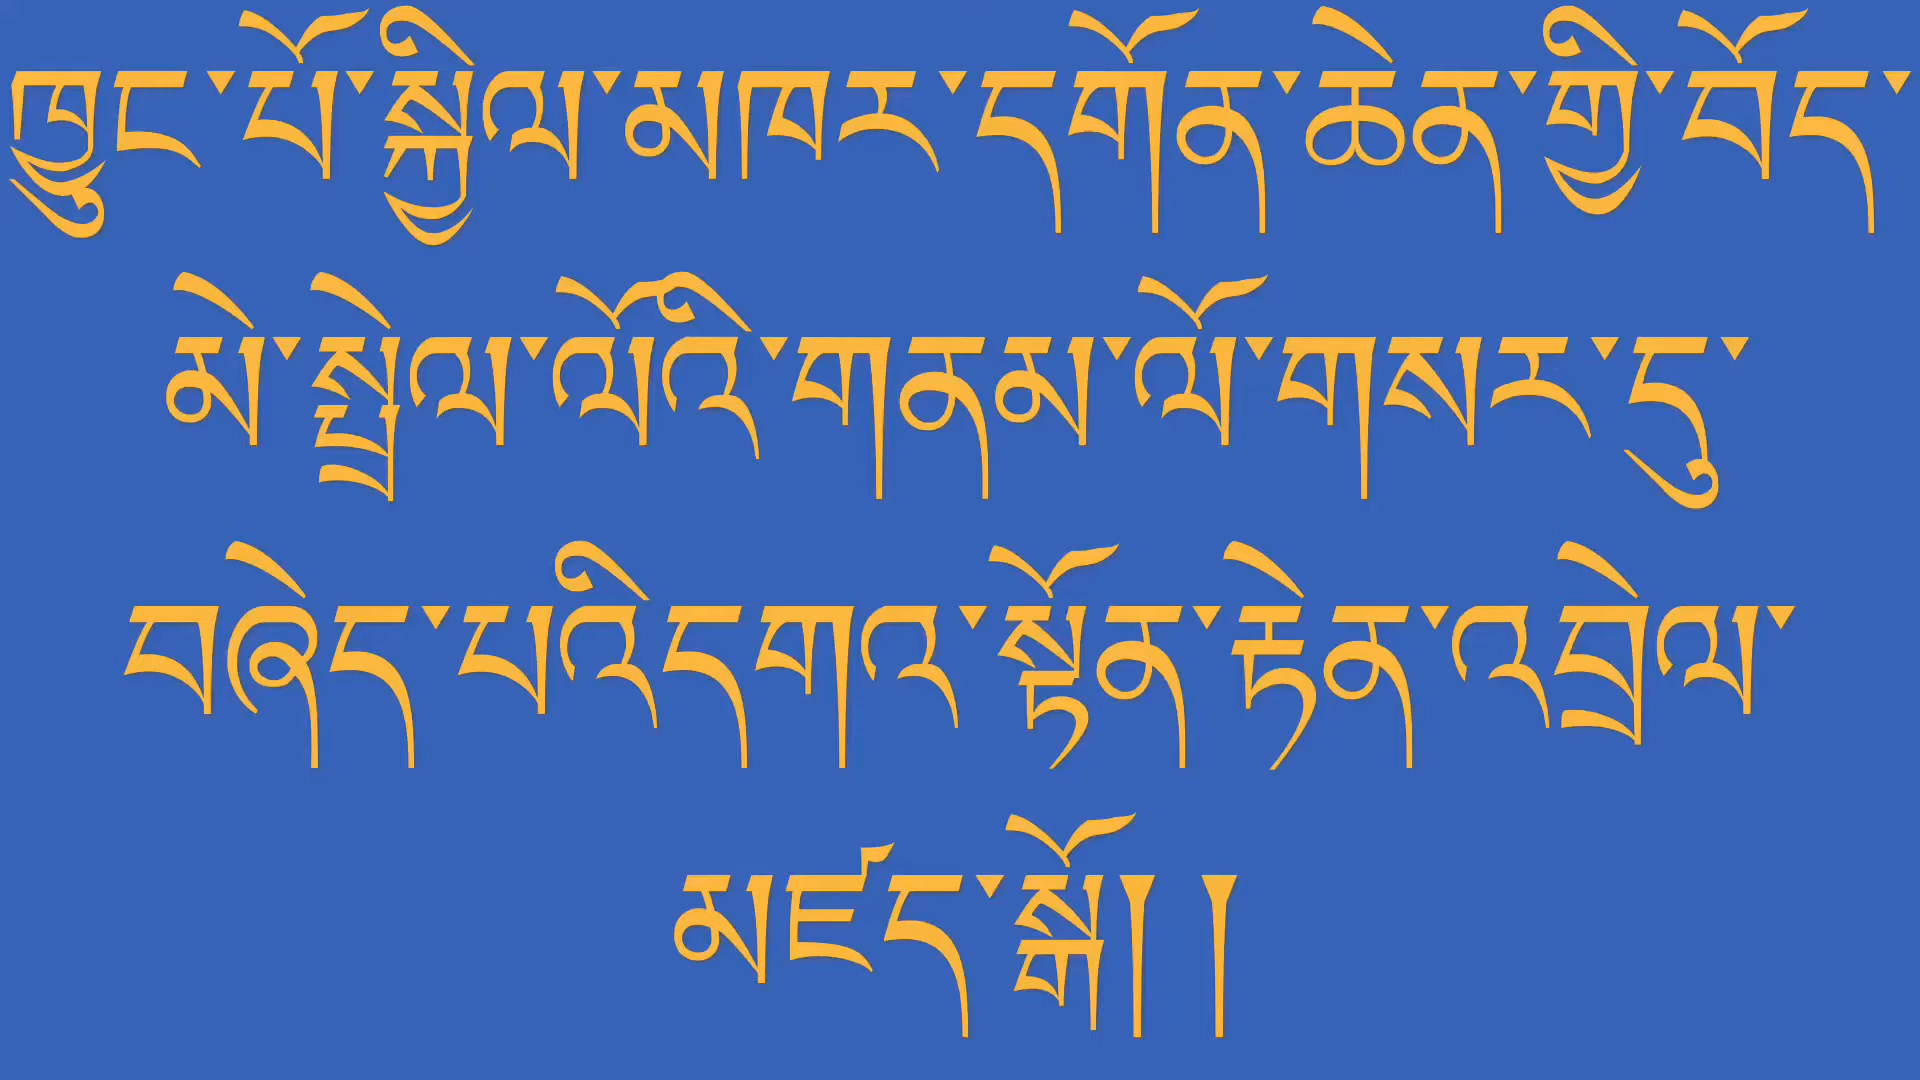 ཁྱུང་པོ་སྐྱིལ་མཁར་དགོན་ཆེན་གྱི་བོད་
མེ་སྤྲེལ་ལོའི་གནམ་ལོ་གསར་དུ་
བཞེད་པའི་དགའ་སྟོན་རྟེན་འབྲེལ་
མཛད་སྒོ།།